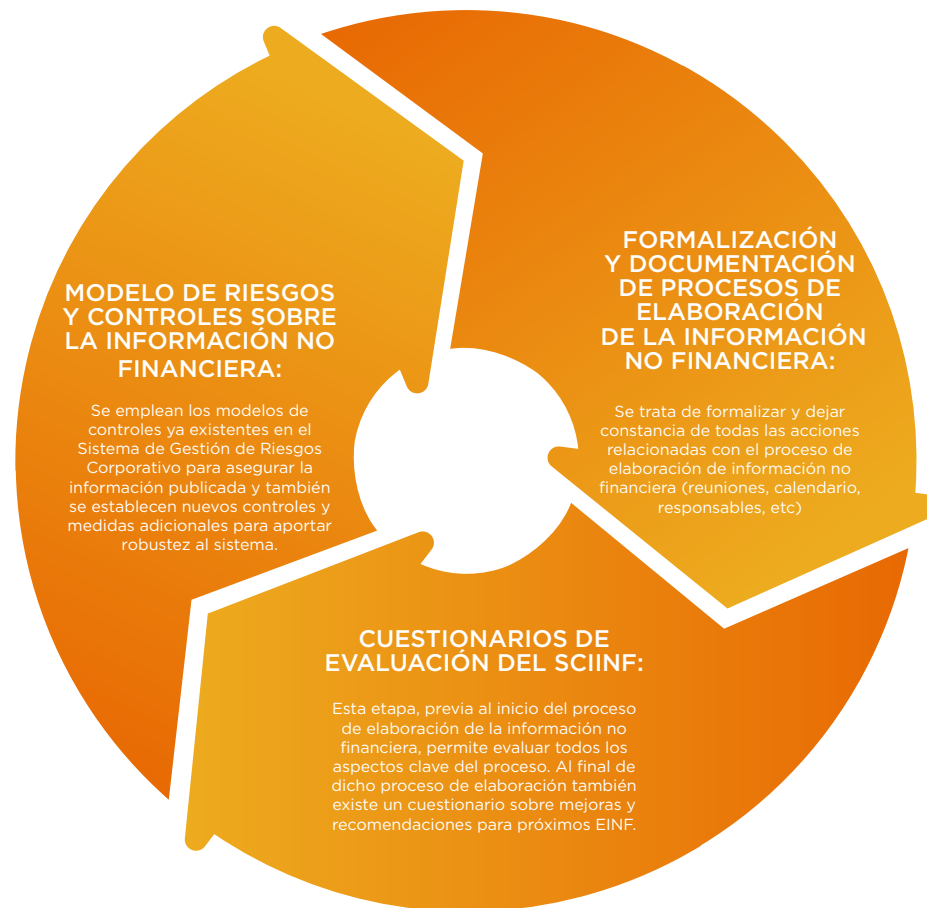 MODELO DE RIESGOS
Y CONTROLES SOBRE
LA INFORMACIÓN NO
FINANCIERA:
Se emplean los modelos de
controles ya existentes en el
Sistema de Gestión de Riesgos
Corporativo para asegurar la
información publicada y también
se establecen nuevos controles y
medidas adicionales para aportar
robustez al sistema.
FORMALIZACIÓN
Y DOCUMENTACIÓN
DE PROCESOS DE
ELABORACIÓN
DE LA INFORMACIÓN
NO FINANCIERA:
Se trata de formalizar y dejar
constancia de todas las acciones
relacionadas con el proceso de
elaboración de información no
financiera (reuniones, calendario,
responsables, etc)
CUESTIONARIOS DE
EVALUACIÓN DEL SCIINF:
Esta etapa, previa al inicio del proceso
de elaboración de la información no
financiera, permite evaluar todos los
aspectos clave del proceso. Al final de
dicho proceso de elaboración también
existe un cuestionario sobre mejoras y
recomendaciones para próximos EINF.